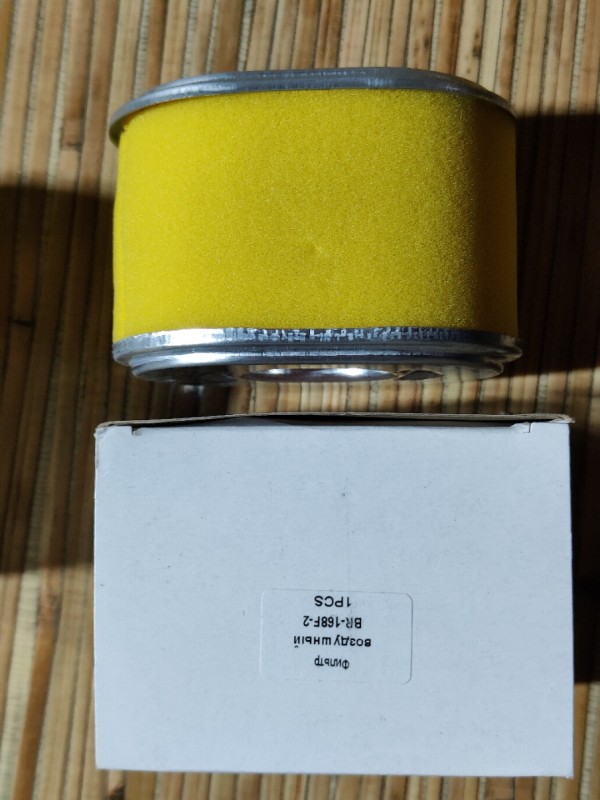 Фильтр
воздушный
BR-168F-2
1PCS